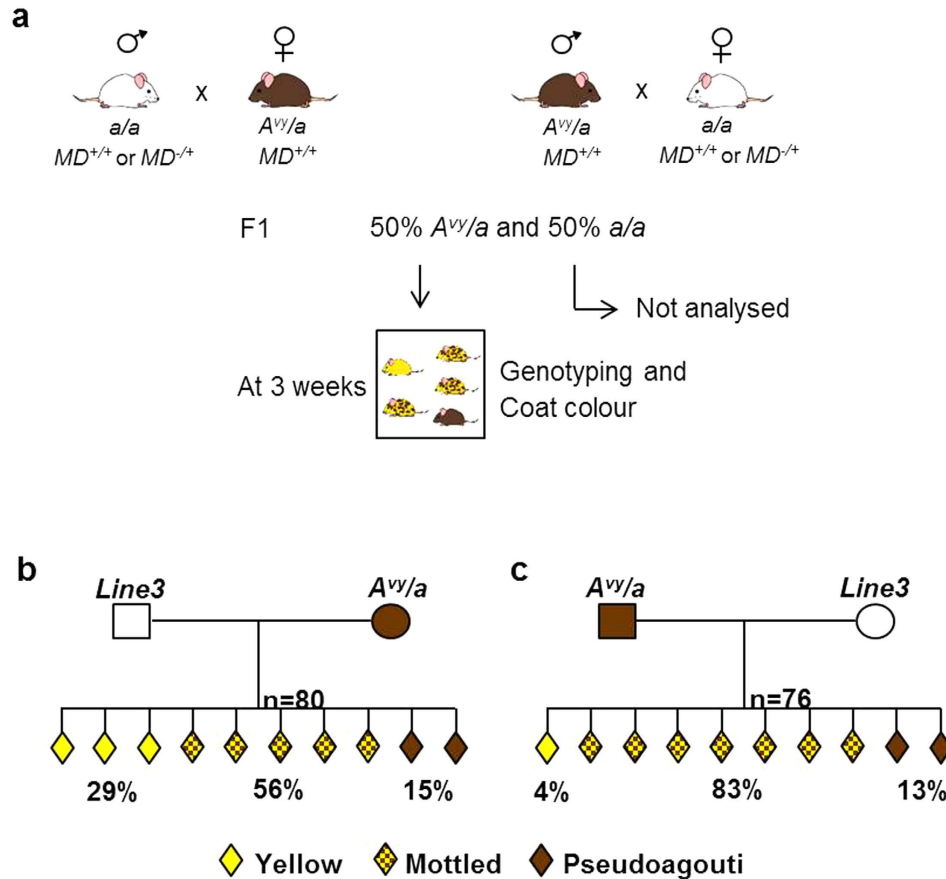 a
♂ ♀ ♂ ♀
x x
a/a A^vy/a A^vy/a a/a
MD^+/+ or MD^-/+ MD^+/+ MD^+/+ MD^+/+ or MD^-/+
F1 50% A^vy/a and 50% a/a
Not analysed
At 3 weeks Genotyping and
Coat colour
b
Line3 A^vy/a
n=80
29% 56% 15%
c
A^vy/a Line3
n=76
4% 83% 13%
Yellow Mottled Pseudoagouti